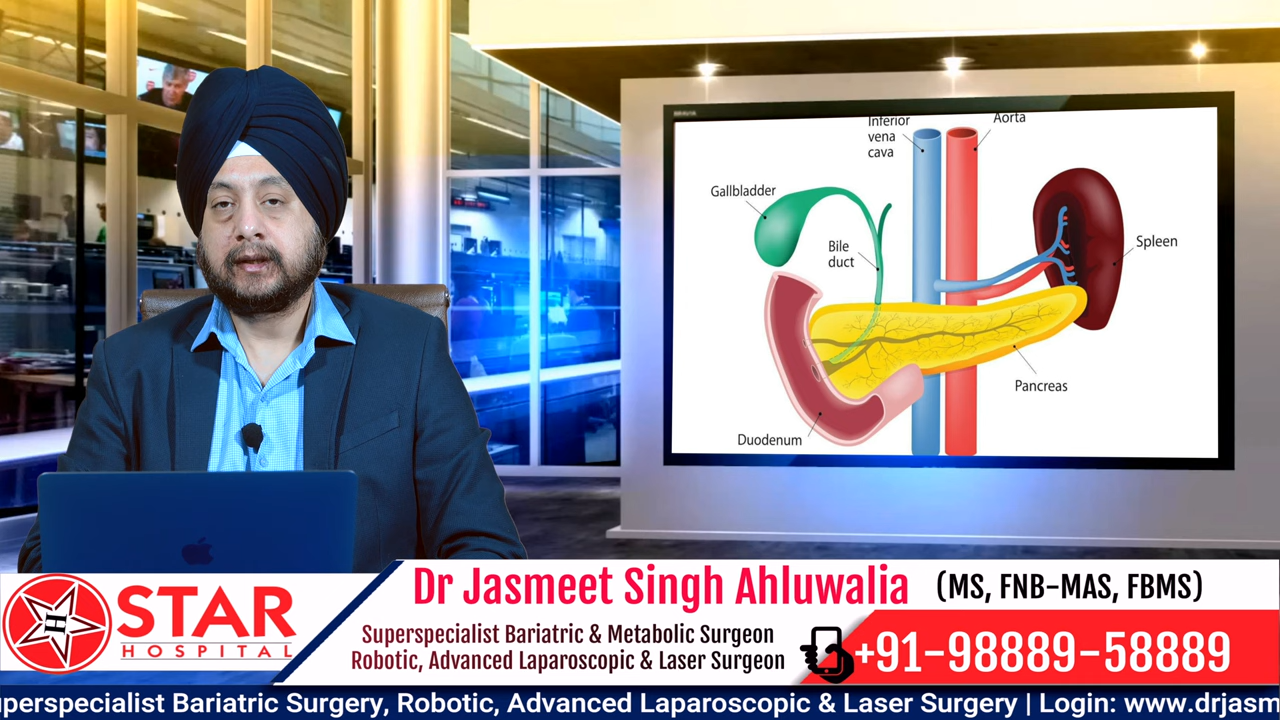 Inferior
vena
cava
Aorta
Gallbladder
Bile
duct
Spleen
Pancreas
Duodenum
STAR
HOSPITAL
H
Dr Jasmeet Singh Ahluwalia (MS, FNB-MAS, FBMS)
Superspecialist Bariatric & Metabolic Surgeon
Robotic, Advanced Laparoscopic & Laser Surgeon
+91-98889-58889
perspecialist Bariatric Surgery, Robotic, Advanced Laparoscopic & Laser Surgery | Login: www.drjasm